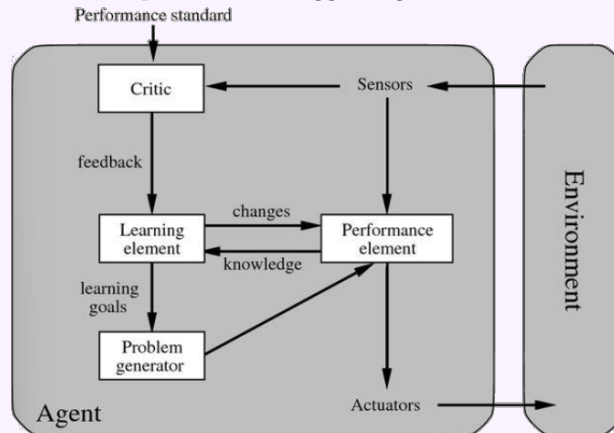 Performance standard
Critic
Sensors
feedback
changes
Learning
element
Performance
element
knowledge
learning
goals
Problem
generator
Environment
Agent
Actuators